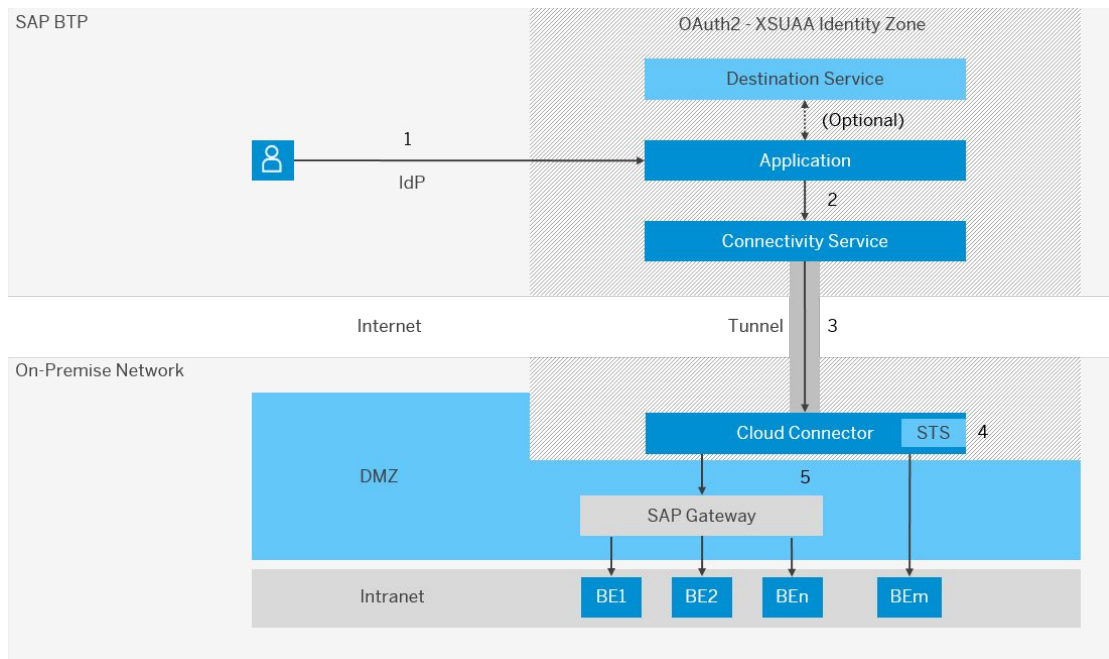 SAP BTP
OAuth2 - XSUAA Identity Zone
Destination Service
(Optional)
1
Application
IdP
2
Connectivity Service
Internet
Tunnel
3
On-Premise Network
Cloud Connector
STS
4
DMZ
5
SAP Gateway
Intranet
BE1
BE2
BEn
BEm